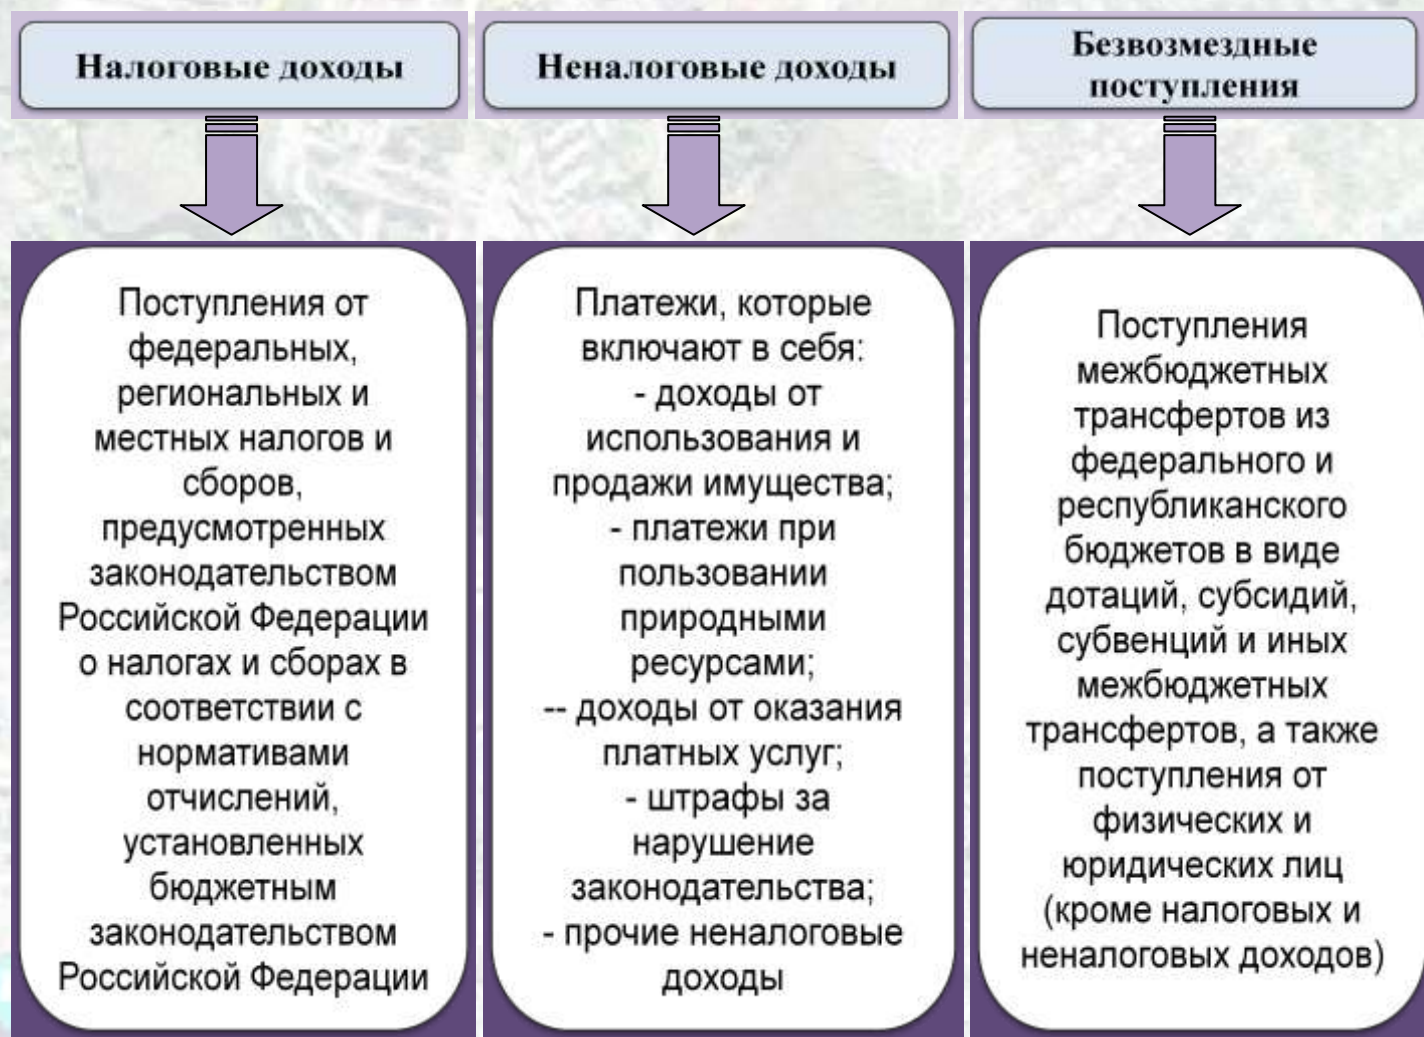 Налоговые доходы
Неналоговые доходы
Безвозмездные
поступления
Поступления от
федеральных,
региональных и
местных налогов и
сборов,
предусмотренных
законодательством
Российской Федерации
о налогах и сборах в
соответствии с
нормативами
отчислений,
установленных
бюджетным
законодательством
Российской Федерации
Платежи, которые
включают в себя:
- доходы от
использования и
продажи имущества;
- платежи при
пользовании
природными
ресурсами;
-- доходы от оказания
платных услуг;
- штрафы за
нарушение
законодательства;
- прочие неналоговые
доходы
Поступления
межбюджетных
трансфертов из
федерального и
республиканского
бюджетов в виде
дотаций, субсидий,
субвенций и иных
межбюджетных
трансфертов, а также
поступления от
физических и
юридических лиц
(кроме налоговых и
неналоговых доходов)